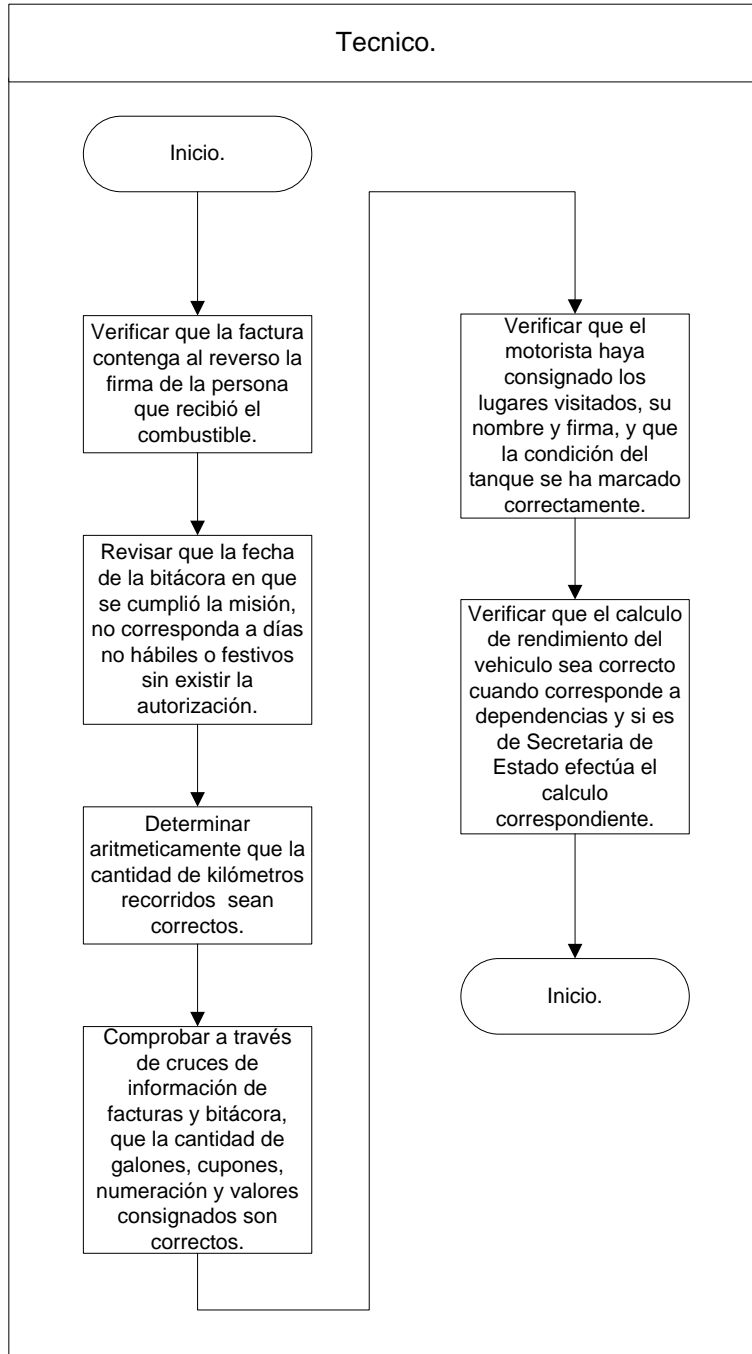 Tecnico.
Inicio.
Verificar que la factura
contenga al reverso la
firma de la persona
que recibió el
combustible.
Revisar que la fecha
de la bitácora en que
se cumplió la misión,
no corresponda a días
no hábiles o festivos
sin existir la
autorización.
Determinar
aritmeticamente que la
cantidad de kilómetros
recorridos sean
correctos.
Comprobar a través
de cruces de
información de
facturas y bitácora,
que la cantidad de
galones, cupones,
numeración y valores
consignados son
correctos.
Verificar que el
motorista haya
consignado los
lugares visitados, su
nombre y firma, y que
la condición del
tanque se ha marcado
correctamente.
Verificar que el calculo
de rendimiento del
vehiculo sea correcto
cuando corresponde a
dependencias y si es
de Secretaria de
Estado efectúa el
calculo
correspondiente.
Inicio.